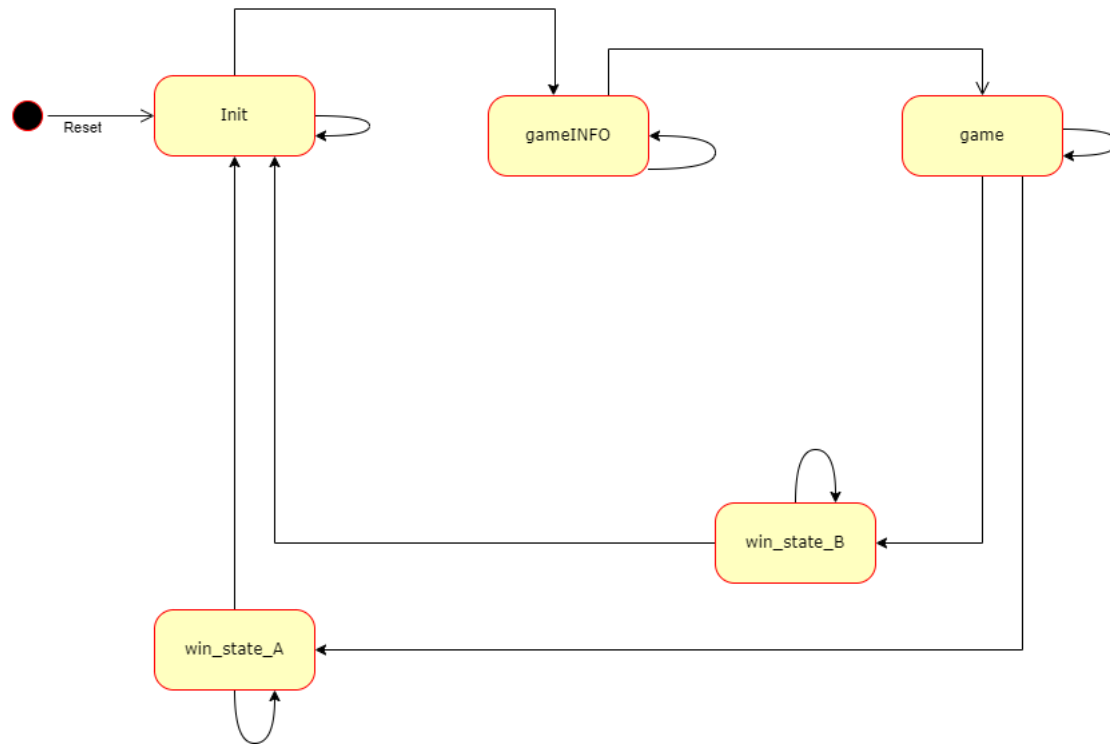 Init
Reset
gameINFO
game
win_state_B
win_state_A